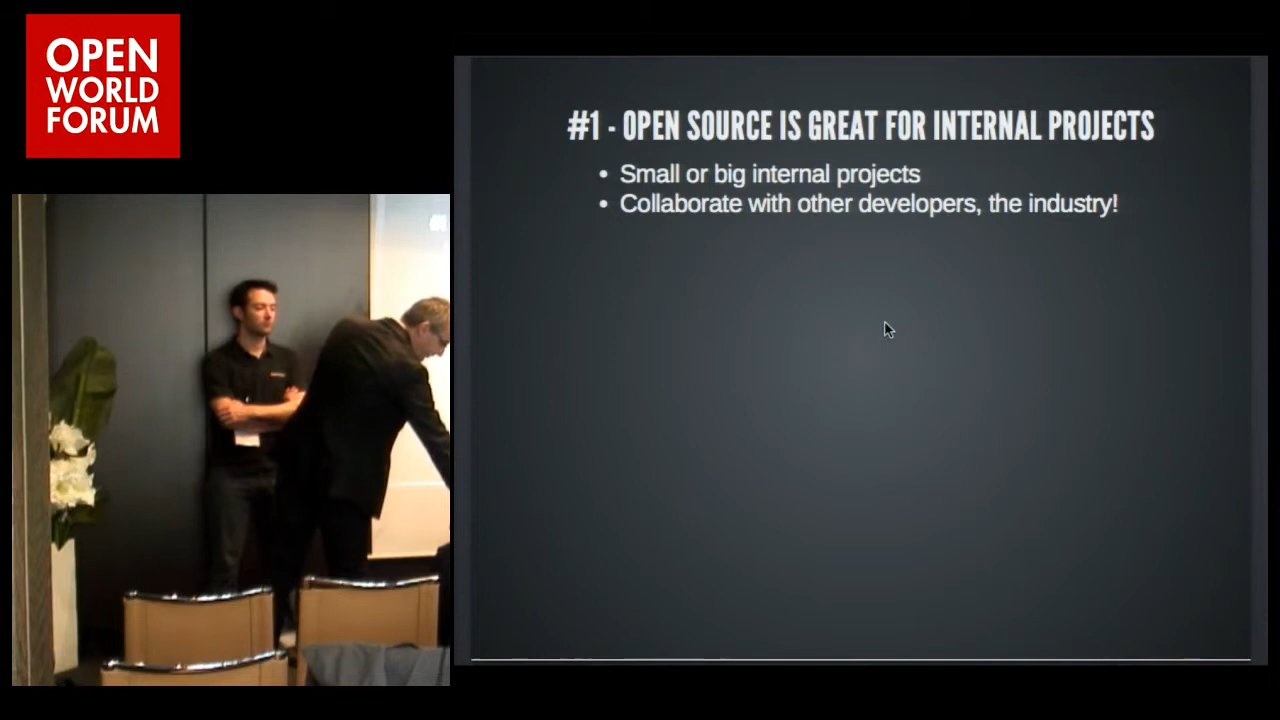 OPEN
WORLD
FORUM
#1 - OPEN SOURCE IS GREAT FOR INTERNAL PROJECTS
• Small or big internal projects
• Collaborate with other developers, the industry!